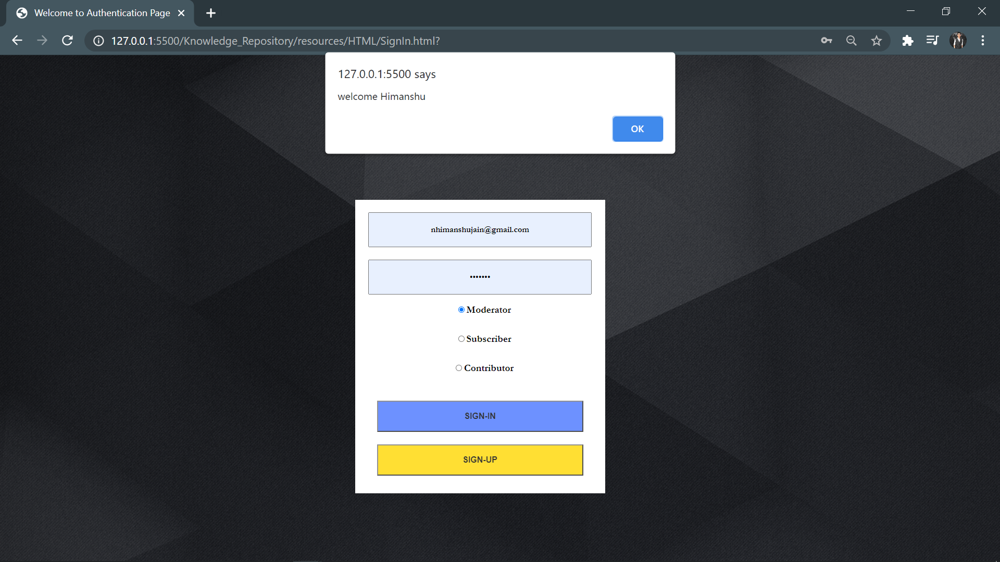 Welcome to Authentication Page
127.0.0.1:5500/Knowledge_Repository/resources/HTML/SignIn.html?
127.0.0.1:5500 says
welcome Himanshu
OK
nhimanshujain@gmail.com
•••••••
Moderator
Subscriber
Contributor
SIGN-IN
SIGN-UP